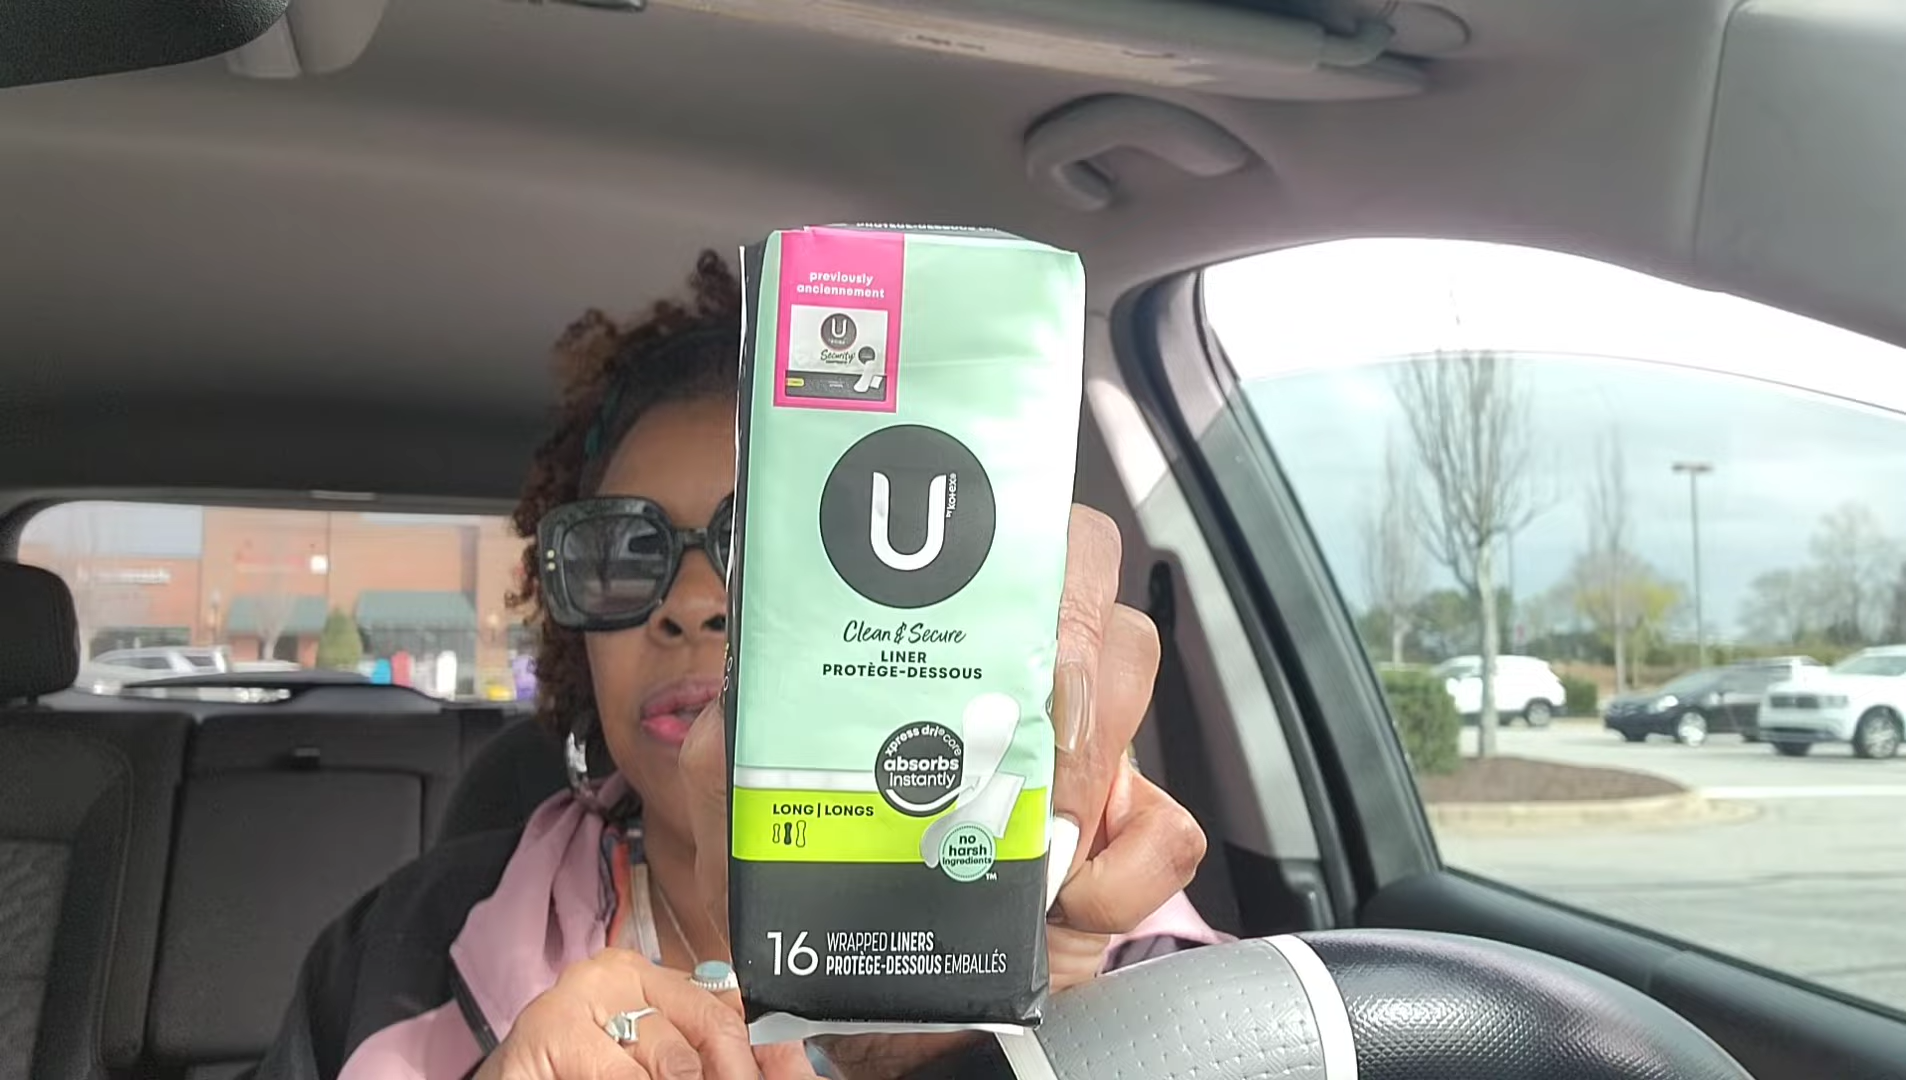 previously
anciennement
U
Security
U
by kotex®
Clean & Secure
LINER
PROTÈGE-DESSOUS
xpress dri® core
absorbs
instantly
LONG | LONGS
no
harsh
ingredients
™
16 WRAPPED LINERS
PROTÈGE-DESSOUS EMBALLÉS